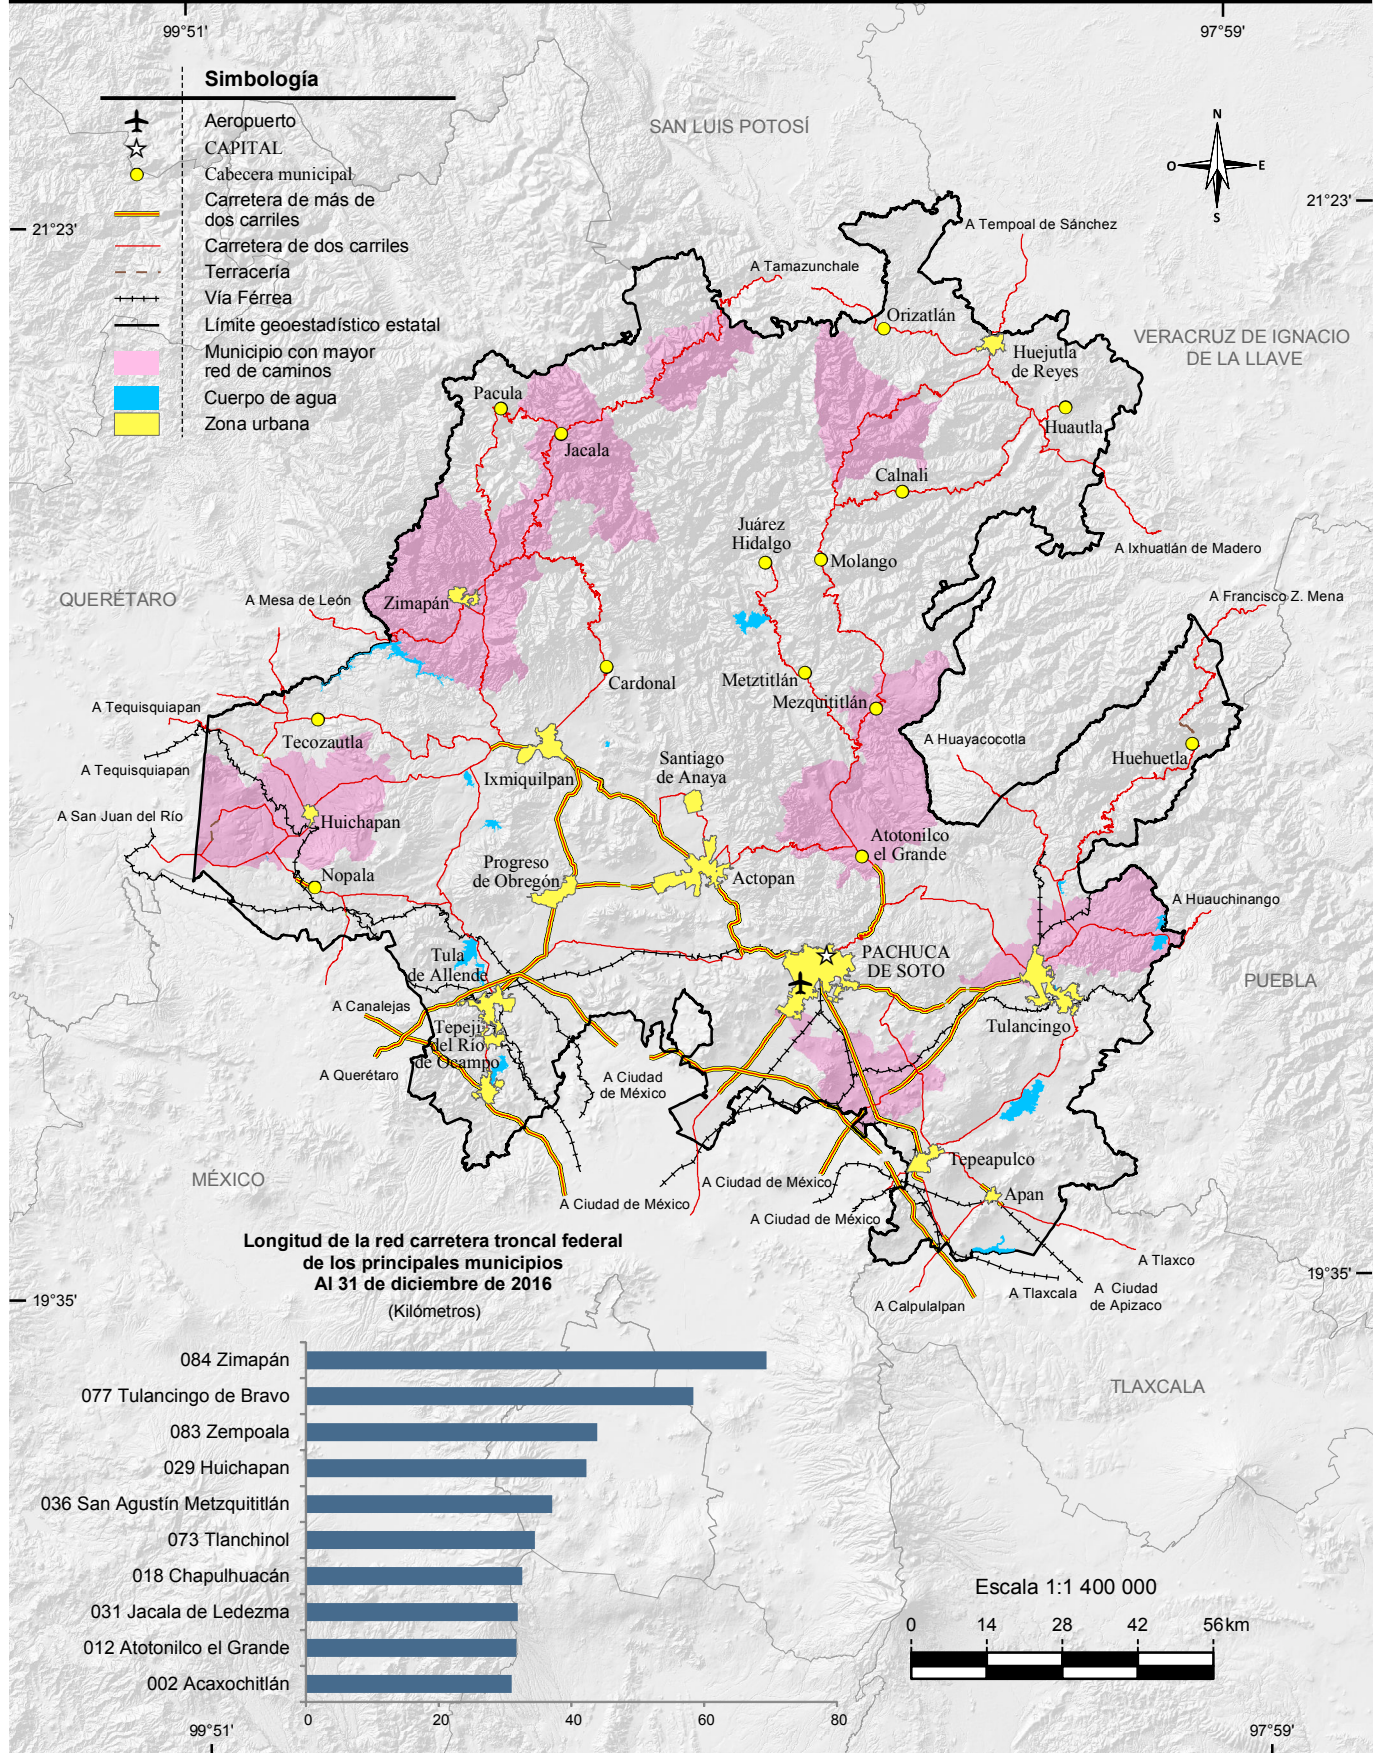 99°51'
97°59'
Simbología
Aeropuerto
CAPITAL
Cabecera municipal
Carretera de más de
dos carriles
Carretera de dos carriles
Terracería
Vía Férrea
Límite geoestadístico estatal
Municipio con mayor
red de caminos
Cuerpo de agua
Zona urbana
SAN LUIS POTOSÍ
N
O
E
S
21°23'
21°23'
A Tempoal de Sánchez
A Tamazunchale
Orizatlán
Huejutla
de Reyes
VERACRUZ DE IGNACIO
DE LA LLAVE
Pacula
Jacala
Huautla
Calnali
Juárez
Hidalgo
Molango
A Ixhuatlán de Madero
QUERÉTARO
A Mesa de León
Zimapán
A Francisco Z. Mena
Cardonal
Metztitlán
Mezquititlán
A Tequisquiapan
Tecozautla
A Huayacocotla
Huehuetla
A Tequisquiapan
Ixmiquilpan
Santiago
de Anaya
A San Juan del Río
Huichapan
Atotonilco
el Grande
Nopala
Progreso
de Obregón
Actopan
A Huauchinango
Tula
de Allende
PACHUCA
DE SOTO
PUEBLA
A Canalejas
Tepeji
del Río
de Ocampo
Tulancingo
A Querétaro
A Ciudad
de México
Tepeapulco
MÉXICO
A Ciudad de México
A Ciudad de México
A Ciudad de México
Apan
A Tlaxco
A Tlaxcala
A Ciudad
de Apizaco
A Calpulalpan
19°35'
19°35'
Longitud de la red carretera troncal federal
de los principales municipios
Al 31 de diciembre de 2016
(Kilómetros)
084 Zimapán
077 Tulancingo de Bravo
083 Zempoala
029 Huichapan
036 San Agustín Metzquititlán
073 Tlanchinol
018 Chapulhuacán
031 Jacala de Ledezma
012 Atotonilco el Grande
002 Acaxochitlán
0 20 40 60 80
TLAXCALA
Escala 1:1 400 000
0 14 28 42 56 km
99°51'
97°59'